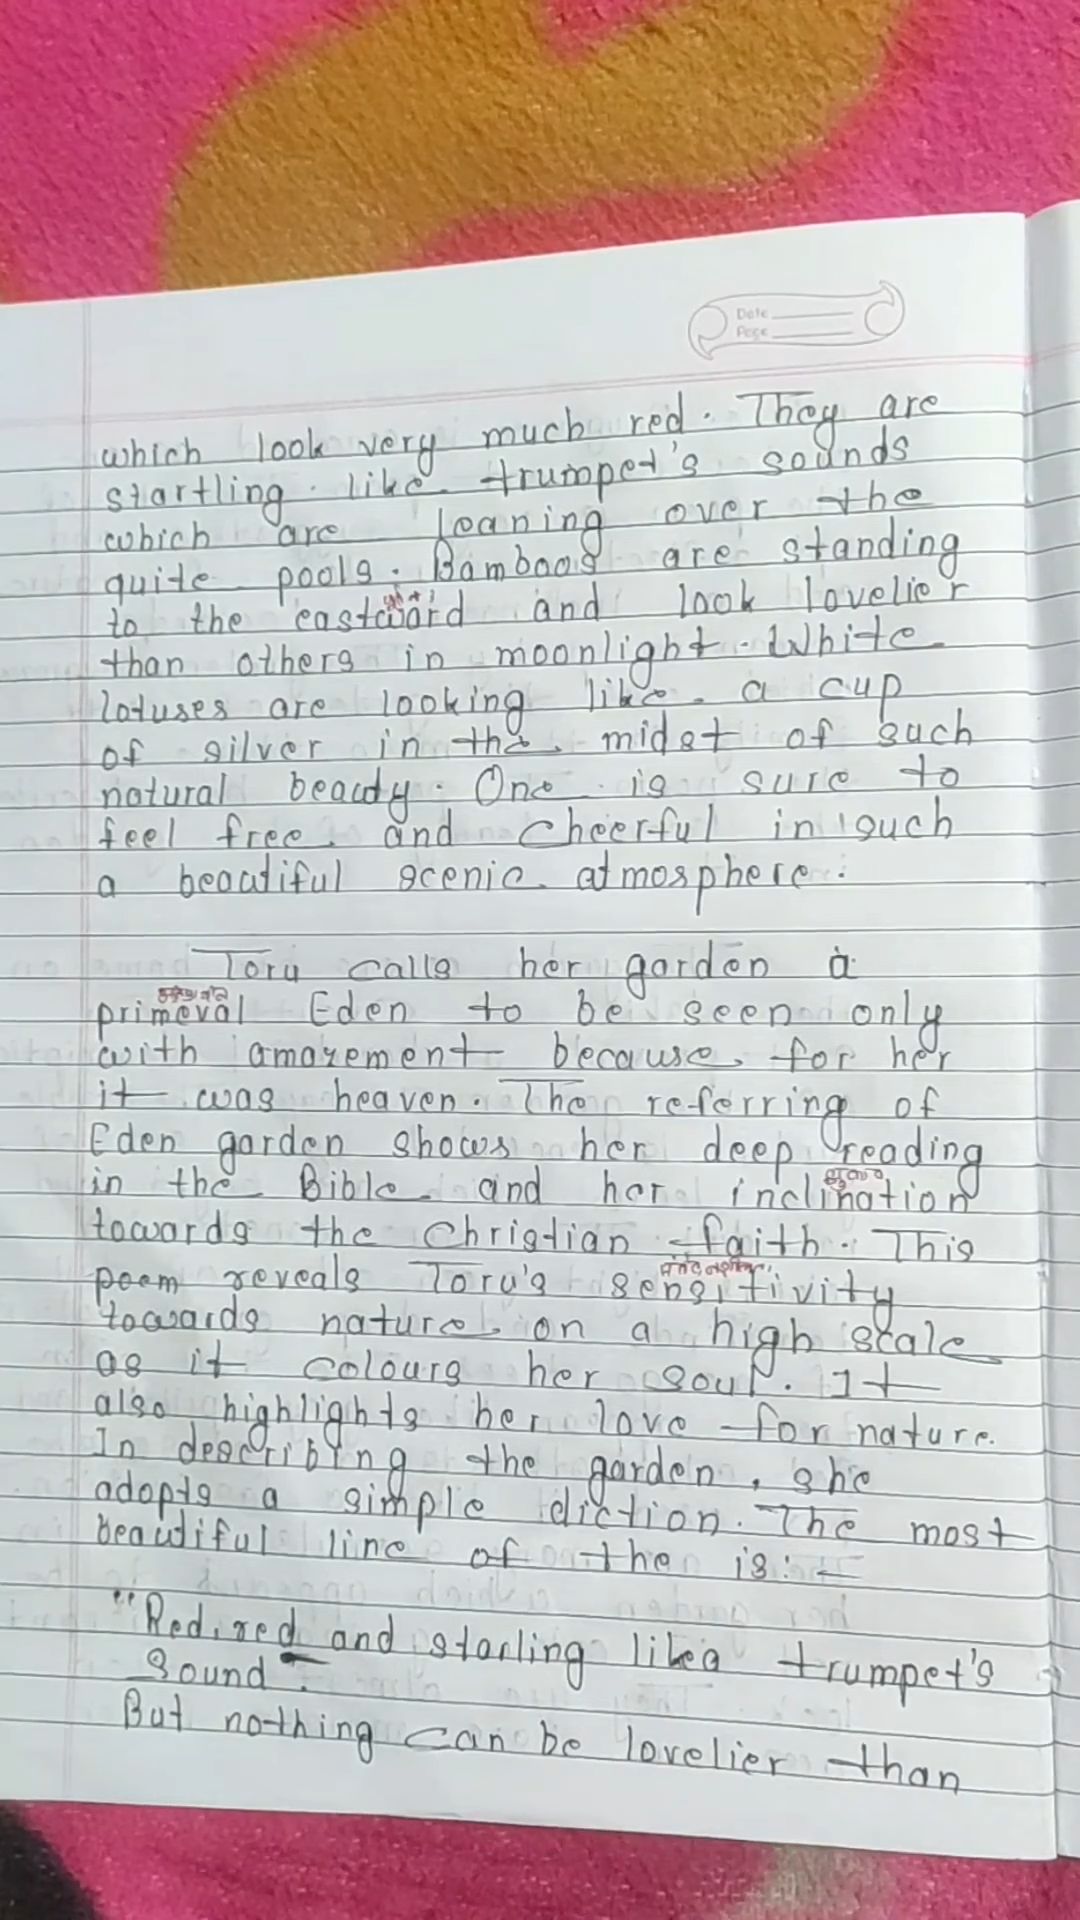 Date
Page
which look very much red. They are
startling like trumpet's sounds
which are leaning over the
quite pools. Bamboos are standing
to the eastward and look lovelier
than others in moonlight. White
lotuses are looking like a cup
of silver in the midst of such
natural beauty. One is sure to
feel free and cheerful in such
a beautiful scenic atmosphere.
Toru calls her garden a
primeval Eden to be seen only
with amazement because for her
it was heaven. The referring of
Eden garden shows her deep reading
in the Bible and her inclination
झुकाव
towards the Christian faith. This
poem reveals Toru's sensitivity
towards nature on a high scale
as it colours her soul. It
also highlights her love for nature.
In describing the garden, she
adopts a simple diction. The most
beautiful line of the is:-
"Red, red and starling like a trumpet's
sound.
But nothing can be lovelier than